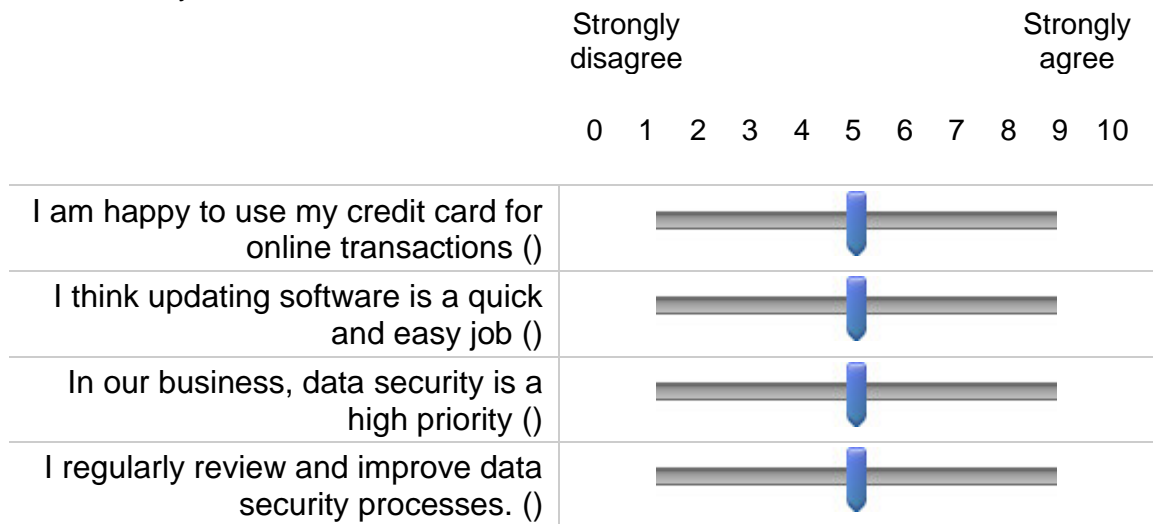 Strongly Strongly
disagree agree
0 1 2 3 4 5 6 7 8 9 10
I am happy to use my credit card for
online transactions ()
I think updating software is a quick
and easy job ()
In our business, data security is a
high priority ()
I regularly review and improve data
security processes. ()